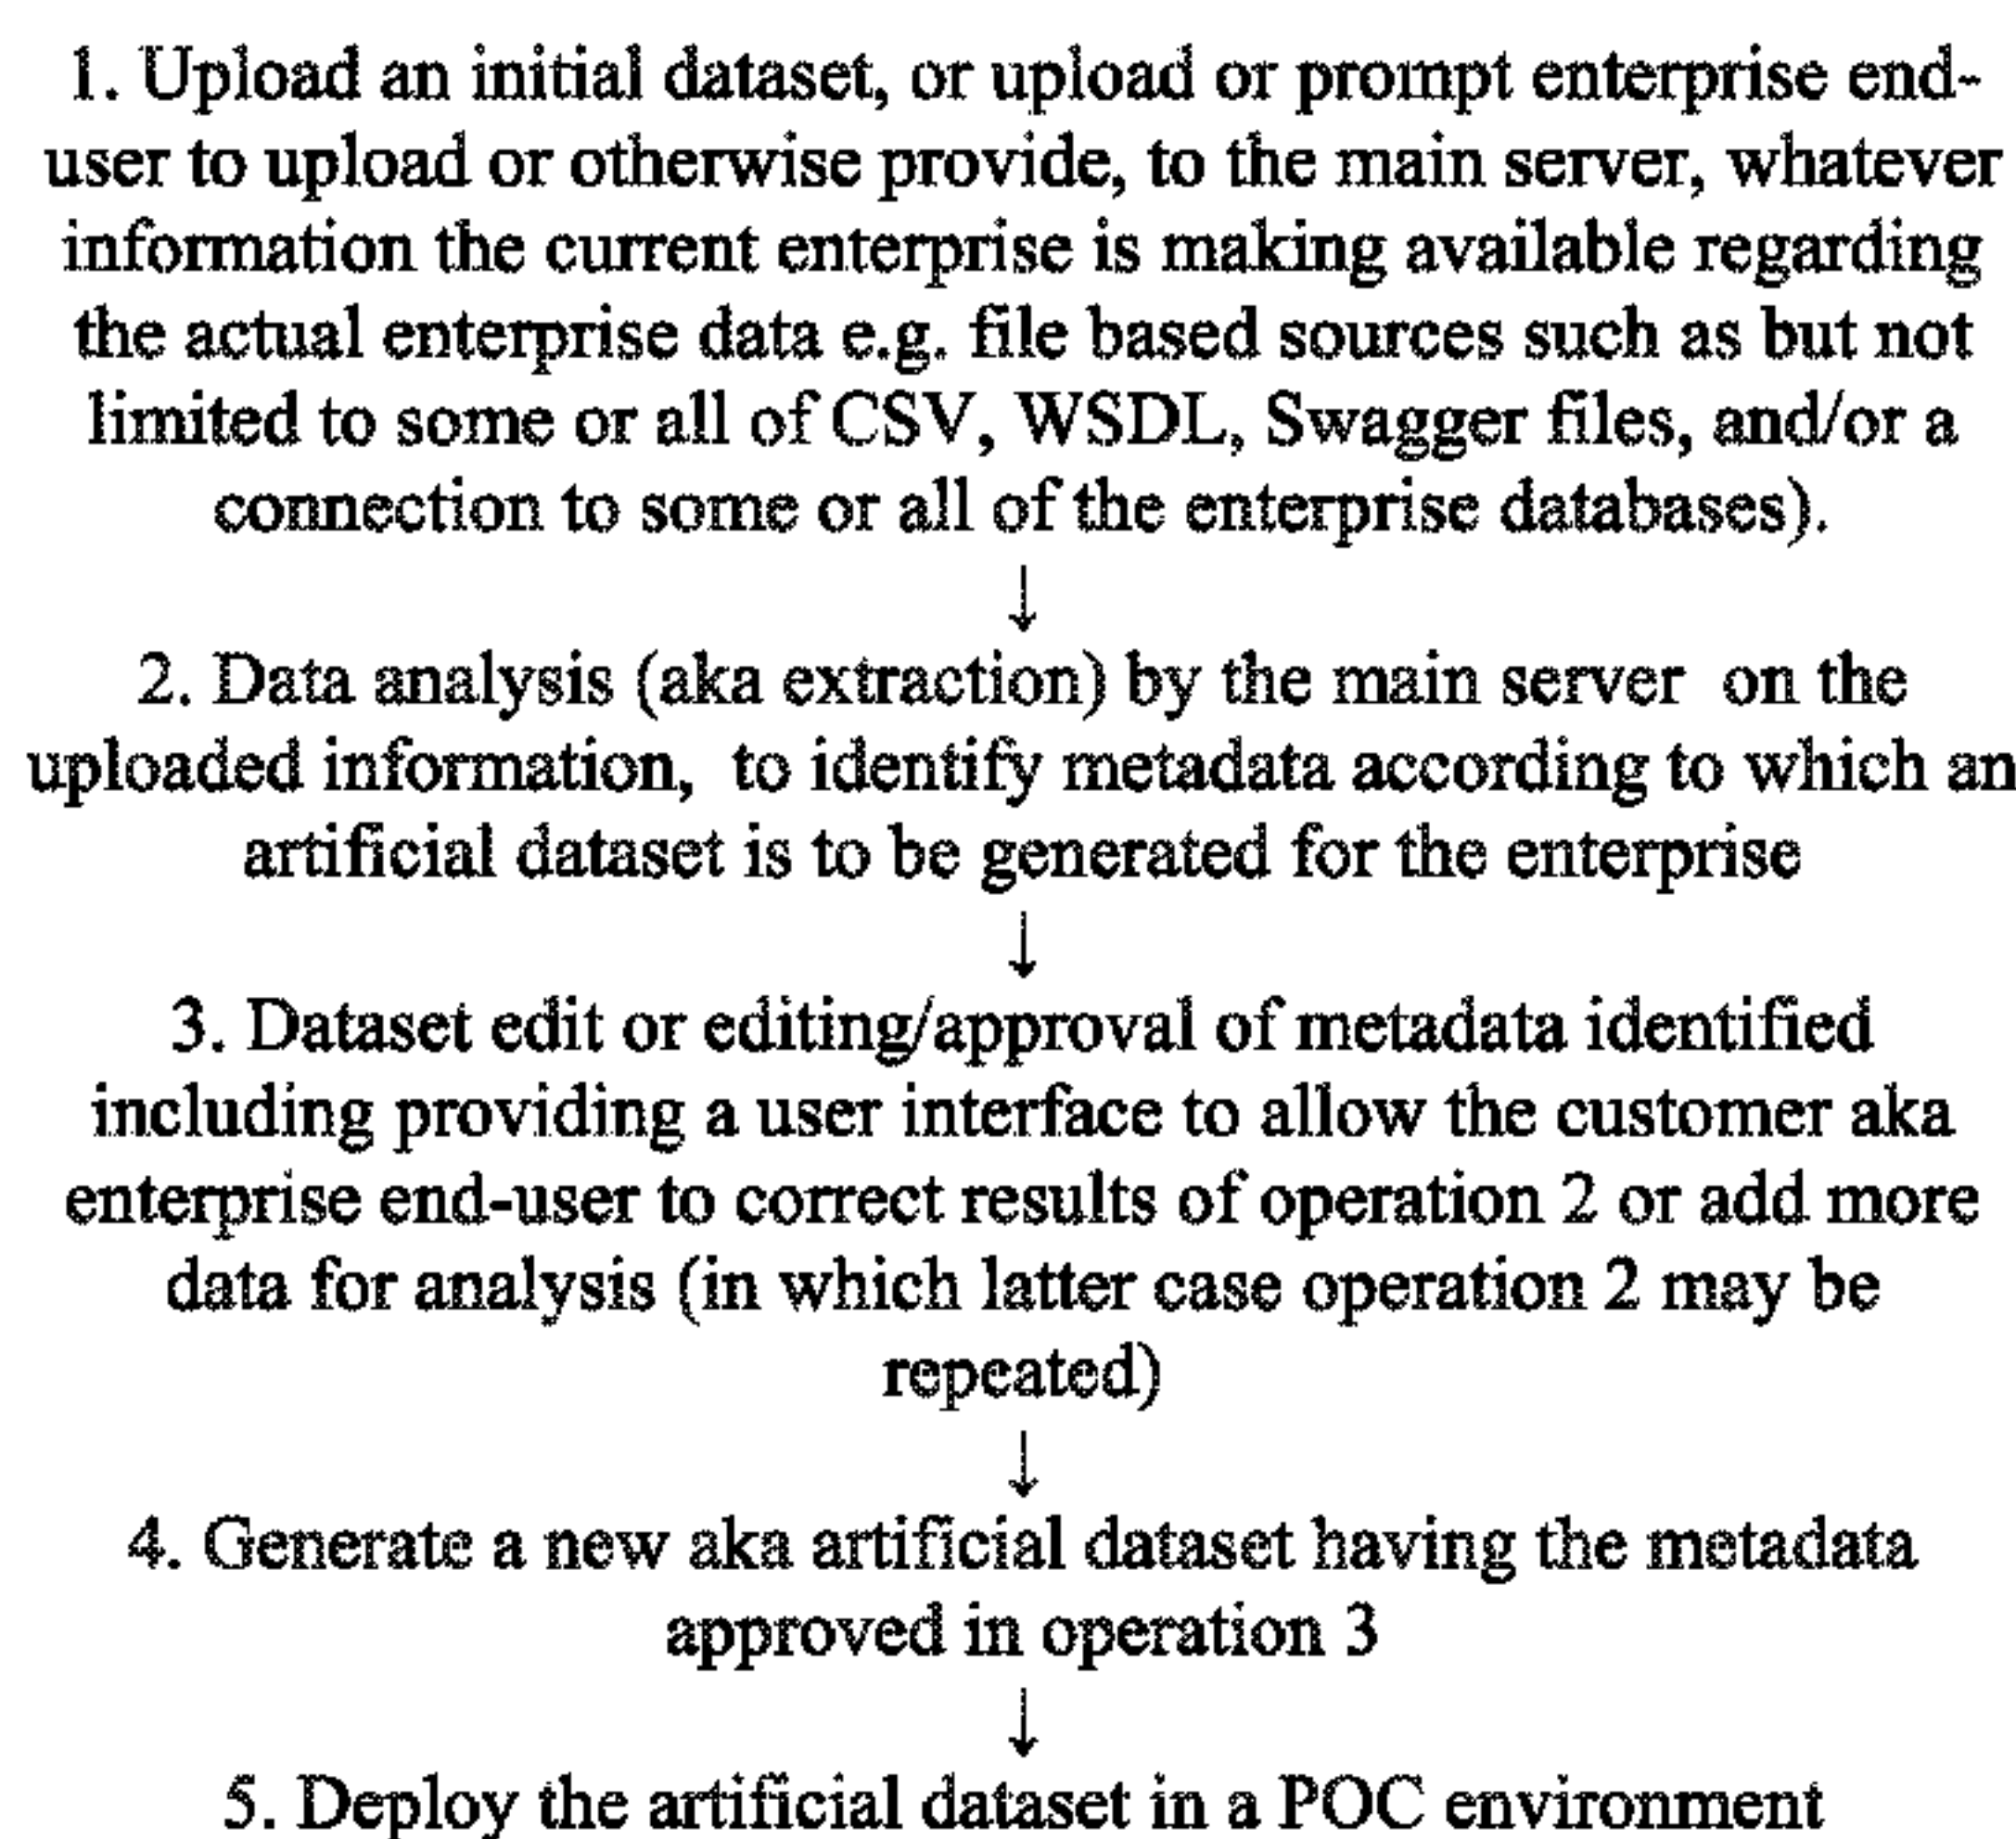 1. Upload an initial dataset, or upload or prompt enterprise end-
user to upload or otherwise provide, to the main server, whatever
information the current enterprise is making available regarding
the actual enterprise data e.g. file based sources such as but not
limited to some or all of CSV, WSDL, Swagger files, and/or a
connection to some or all of the enterprise databases).
↓
2. Data analysis (aka extraction) by the main server on the
uploaded information, to identify metadata according to which an
artificial dataset is to be generated for the enterprise
↓
3. Dataset edit or editing/approval of metadata identified
including providing a user interface to allow the customer aka
enterprise end-user to correct results of operation 2 or add more
data for analysis (in which latter case operation 2 may be
repeated)
↓
4. Generate a new aka artificial dataset having the metadata
approved in operation 3
↓
5. Deploy the artificial dataset in a POC environment